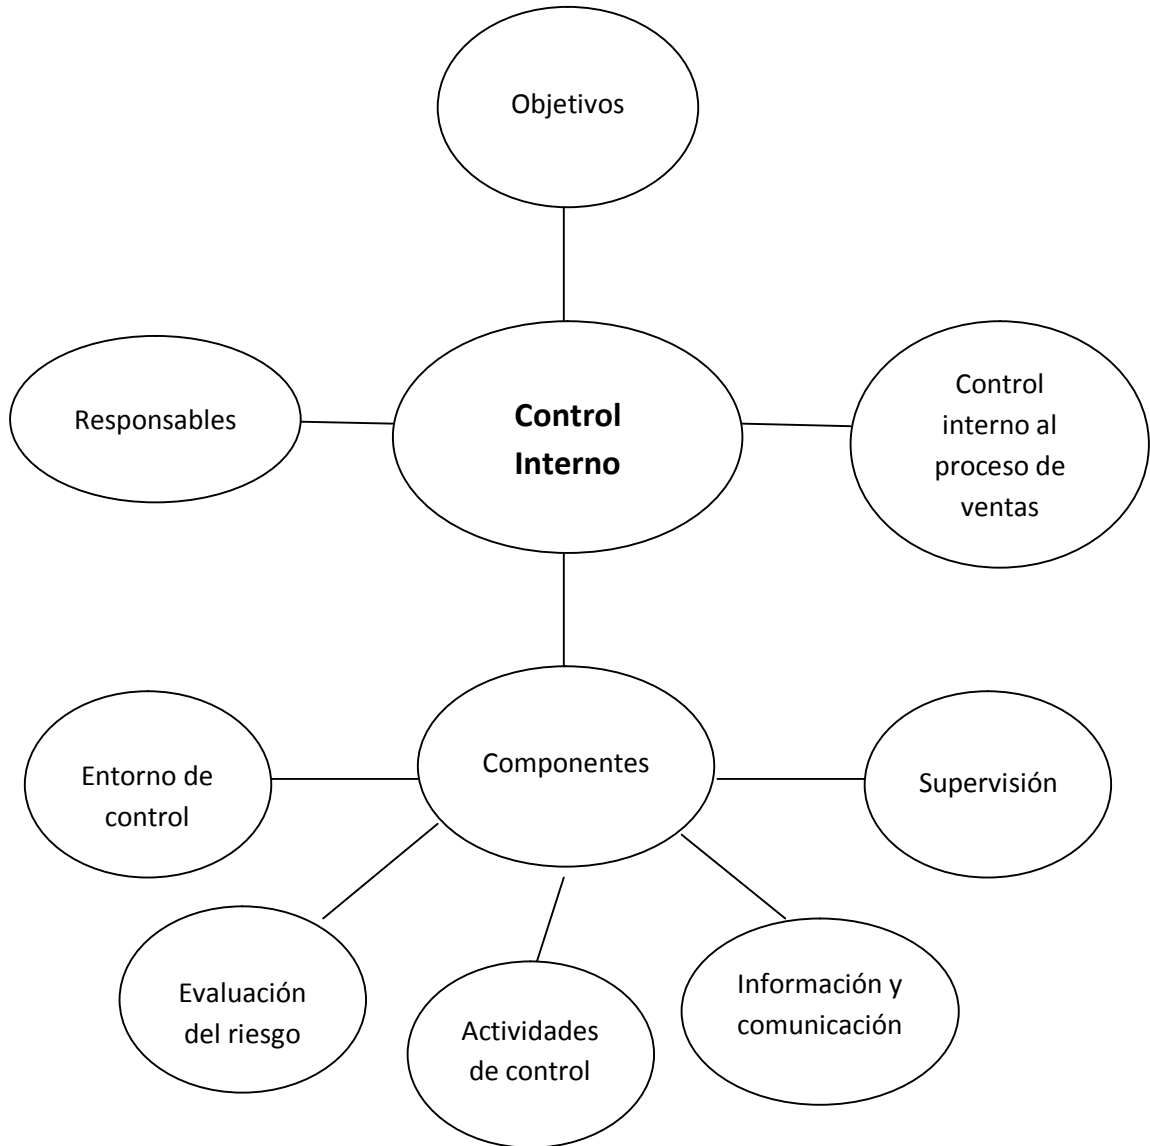 Objetivos
Responsables
Control
Interno
Control
interno al
proceso de
ventas
Componentes
Entorno de
control
Supervisión
Evaluación
del riesgo
Actividades
de control
Información y
comunicación